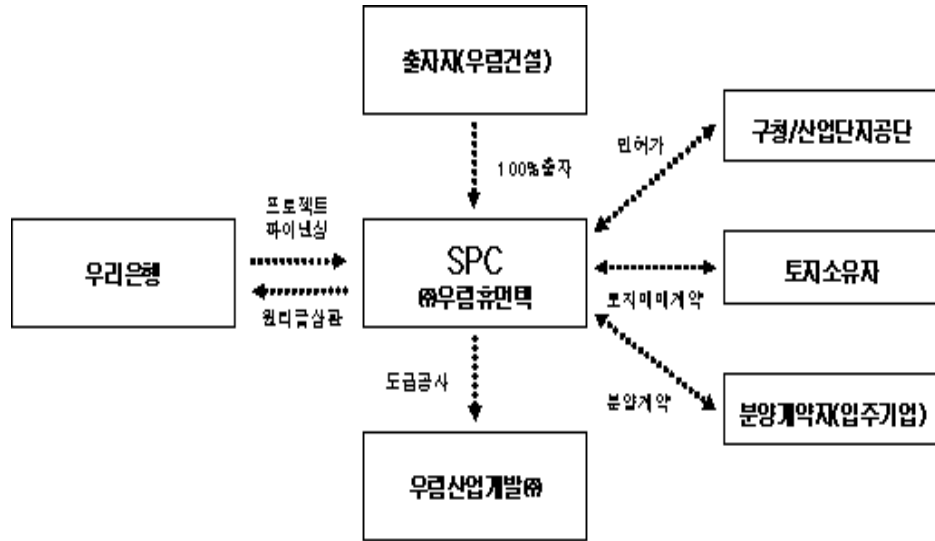 출자자(우림건설)
구청/산업단지공단
인허가
100%출자
프로젝트
파이낸싱
우리은행
SPC
㈜우림휴먼텍
토지소유자
원리금상환
토지매매계약
도급공사
분양계약
분양계약자(입주기업)
우림산업개발㈜